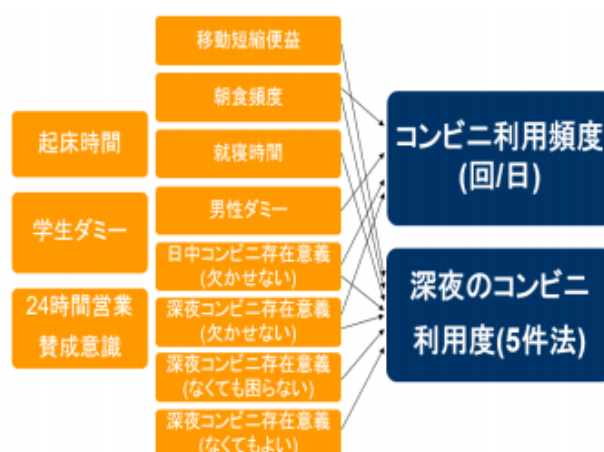 起床時間
学生ダミー
24時間営業
賛成意識
移動短縮便益
朝食頻度
就寝時間
男性ダミー
日中コンビニ存在意義
(欠かせない)
深夜コンビニ存在意義
(欠かせない)
深夜コンビニ存在意義
(なくても困らない)
深夜コンビニ存在意義
(なくてもよい)
コンビニ利用頻度
(回/日)
深夜のコンビニ
利用度(5件法)